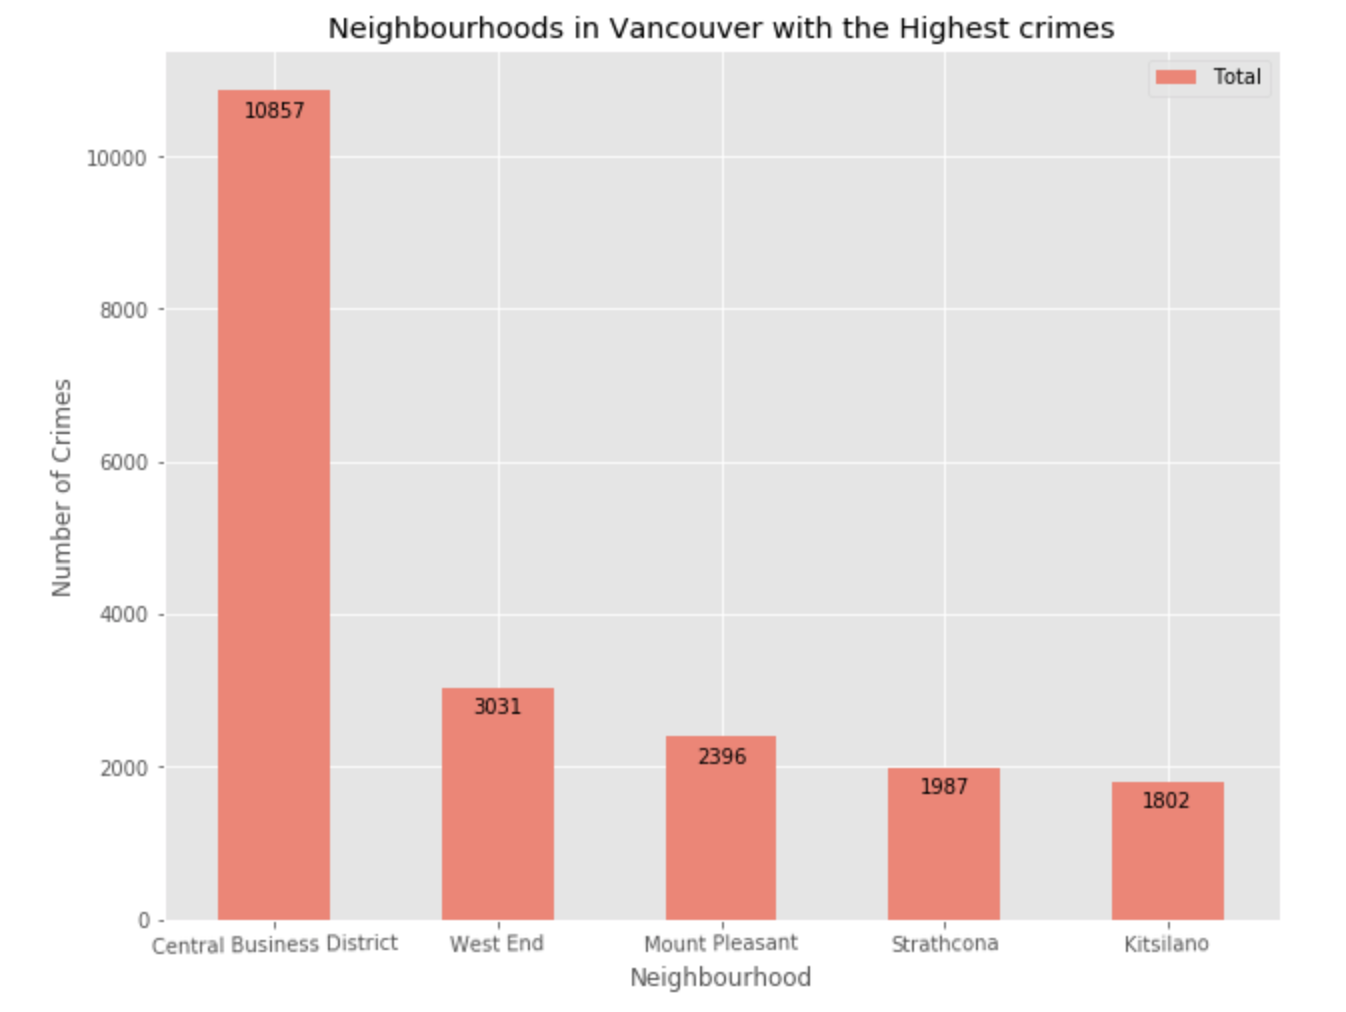 Neighbourhoods in Vancouver with the Highest crimes
Total
10857
10000
8000
6000
4000
3031
2396
2000
1987
1802
0
Number of Crimes
Central Business District
West End
Mount Pleasant
Strathcona
Kitsilano
Neighbourhood